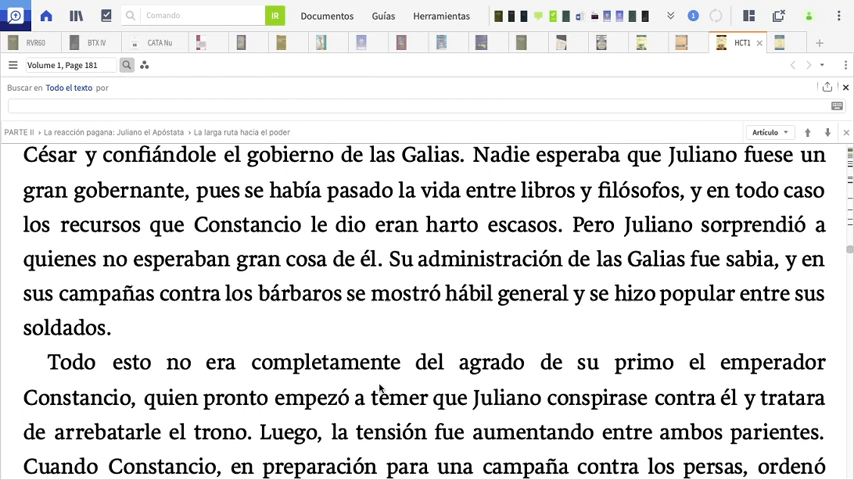 Comando
IR
Documentos Guías Herramientas
1
RVR60 BTX IV CATA Nu HCT1
Volume 1, Page 181
Buscar en Todo el texto por
PARTE II › La reacción pagana: Juliano el Apóstata › La larga ruta hacia el poder
Artículo
César y confiándole el gobierno de las Galias. Nadie esperaba que Juliano fuese un
gran gobernante, pues se había pasado la vida entre libros y filósofos, y en todo caso
los recursos que Constancio le dio eran harto escasos. Pero Juliano sorprendió a
quienes no esperaban gran cosa de él. Su administración de las Galias fue sabia, y en
sus campañas contra los bárbaros se mostró hábil general y se hizo popular entre sus
soldados.
Todo esto no era completamente del agrado de su primo el emperador
Constancio, quien pronto empezó a temer que Juliano conspirase contra él y tratara
de arrebatarle el trono. Luego, la tensión fue aumentando entre ambos parientes.
Cuando Constancio, en preparación para una campaña contra los persas, ordenó